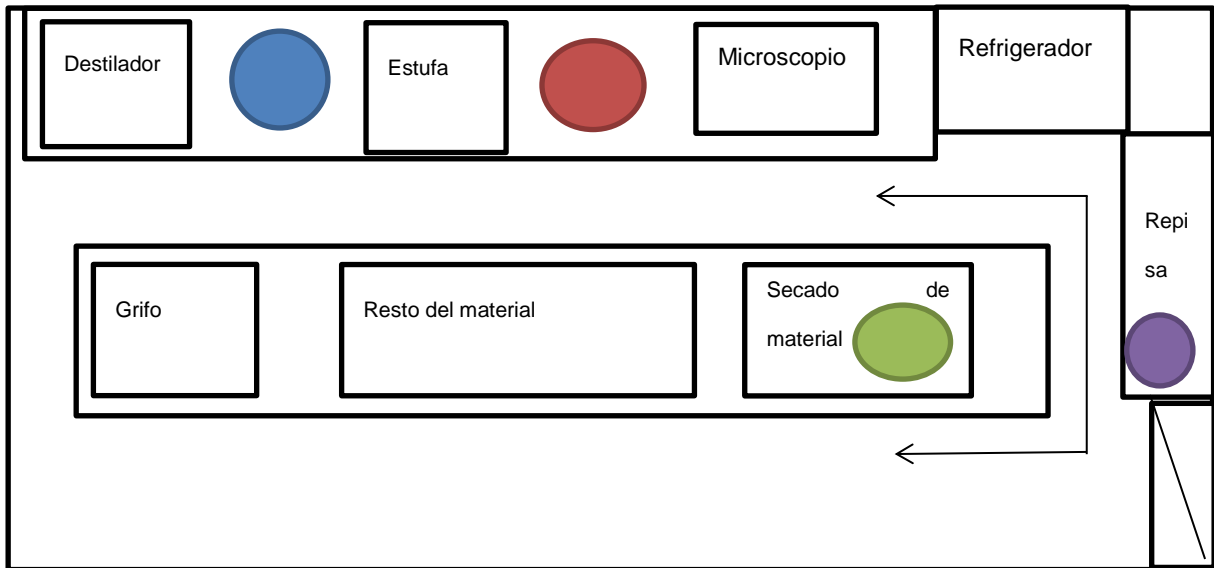 Destilador
Estufa
Microscopio
Refrigerador
Repi
sa
Grifo
Resto del material
Secado de
material